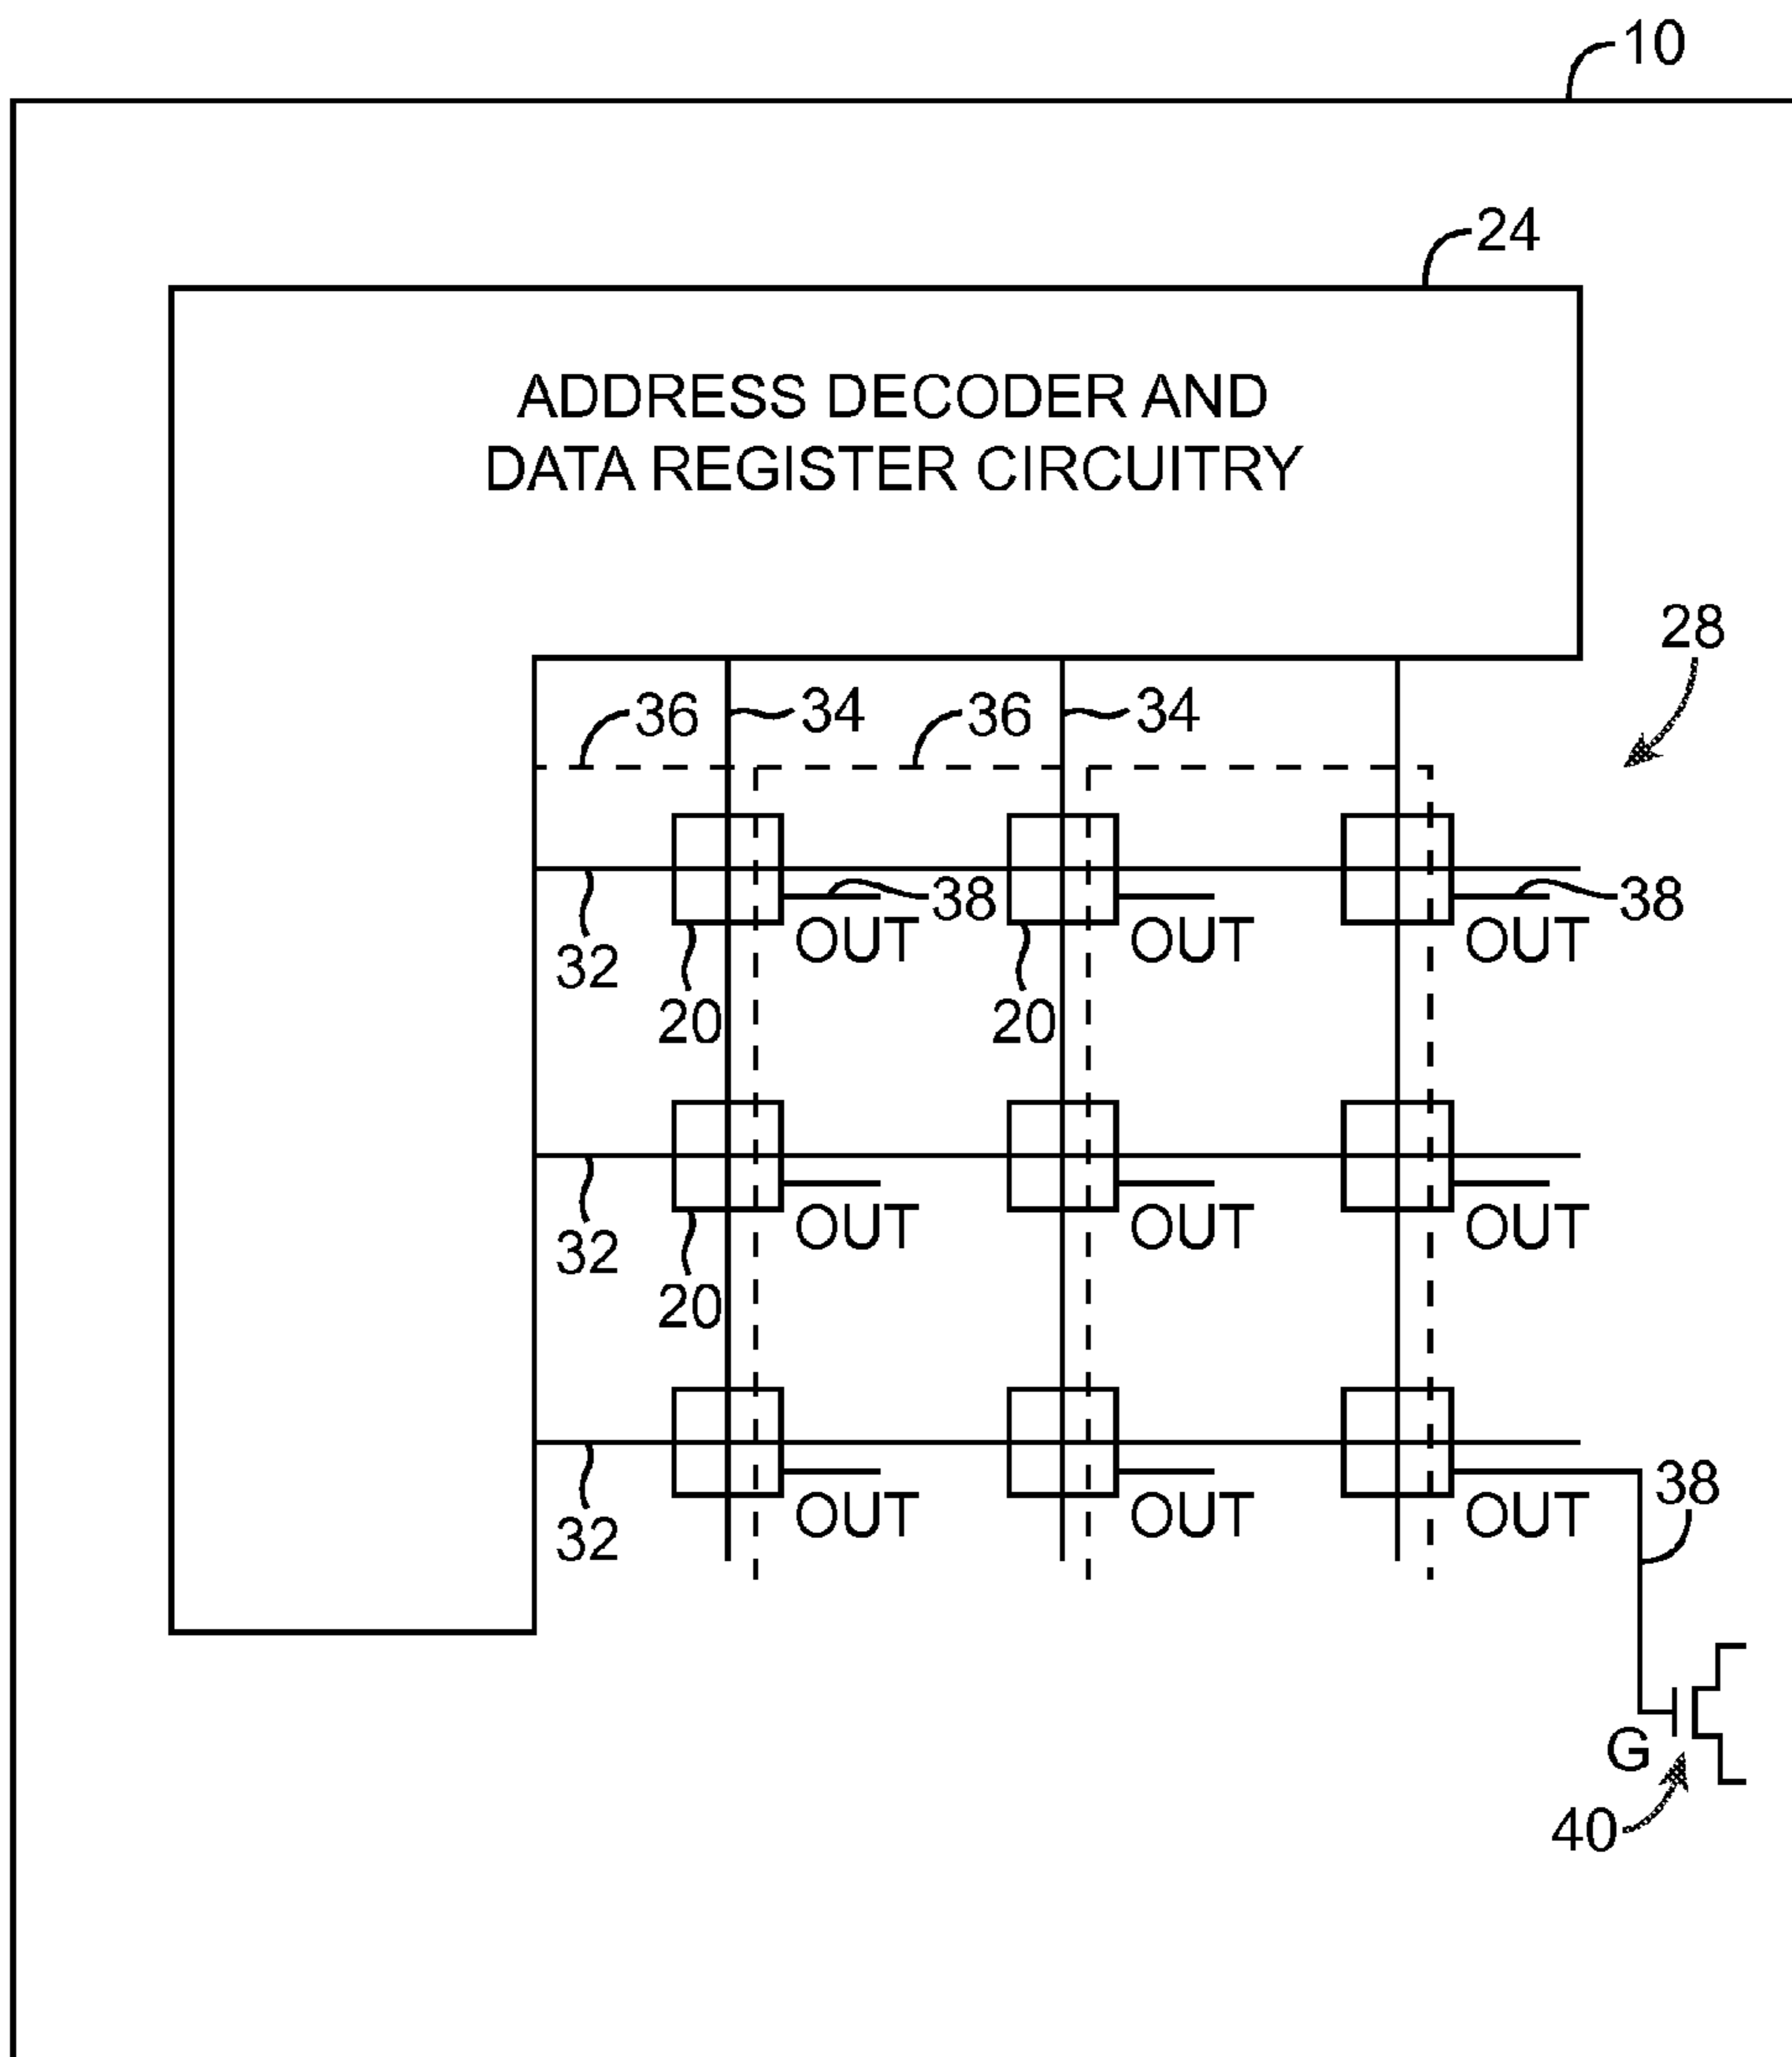 10
24
ADDRESS DECODER AND
DATA REGISTER CIRCUITRY
28
36 34 36 34
38 38
OUT OUT OUT
32
20 20
OUT OUT OUT
32
20
38
OUT OUT OUT
32
G
40